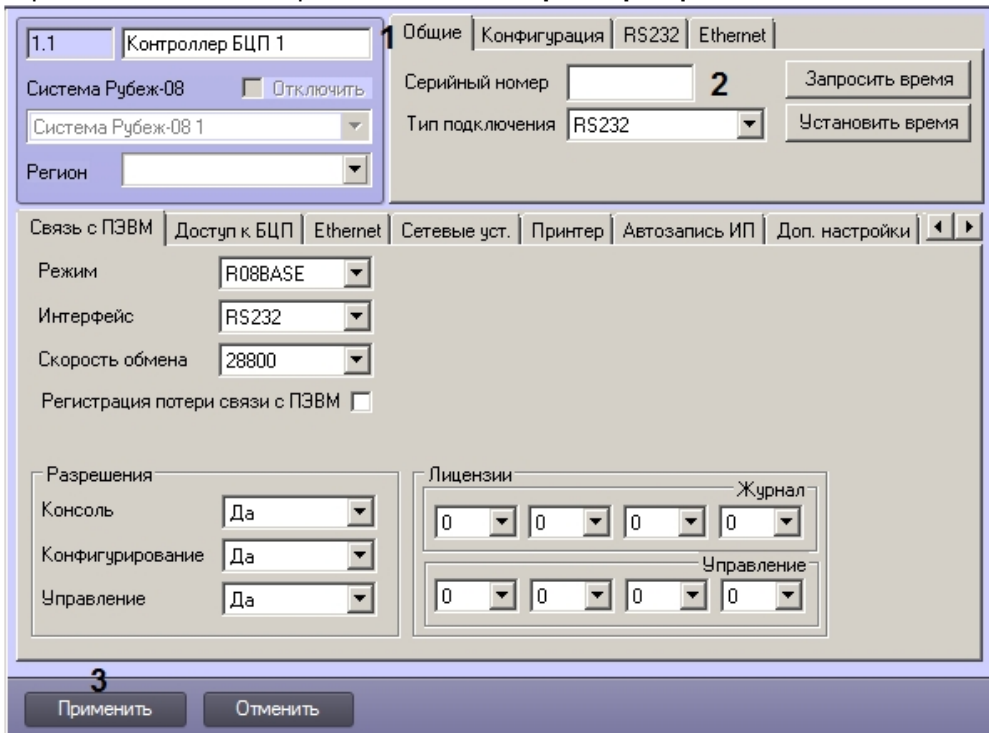 1.1 Контроллер БЦП 1
Система Рубеж-08 Отключить
Система Рубеж-08 1
Регион
1
Общие Конфигурация RS232 Ethernet
Серийный номер 2 Запросить время
Тип подключения RS232 Установить время
Связь с ПЭВМ Доступ к БЦП Ethernet Сетевые уст. Принтер Автозапись ИП Доп. настройки
Режим R08BASE
Интерфейс RS232
Скорость обмена 28800
Регистрация потери связи с ПЭВМ
Разрешения
Консоль Да
Конфигурирование Да
Управление Да
Лицензии
Журнал
0 0 0 0
Управление
0 0 0 0
3
Применить Отменить